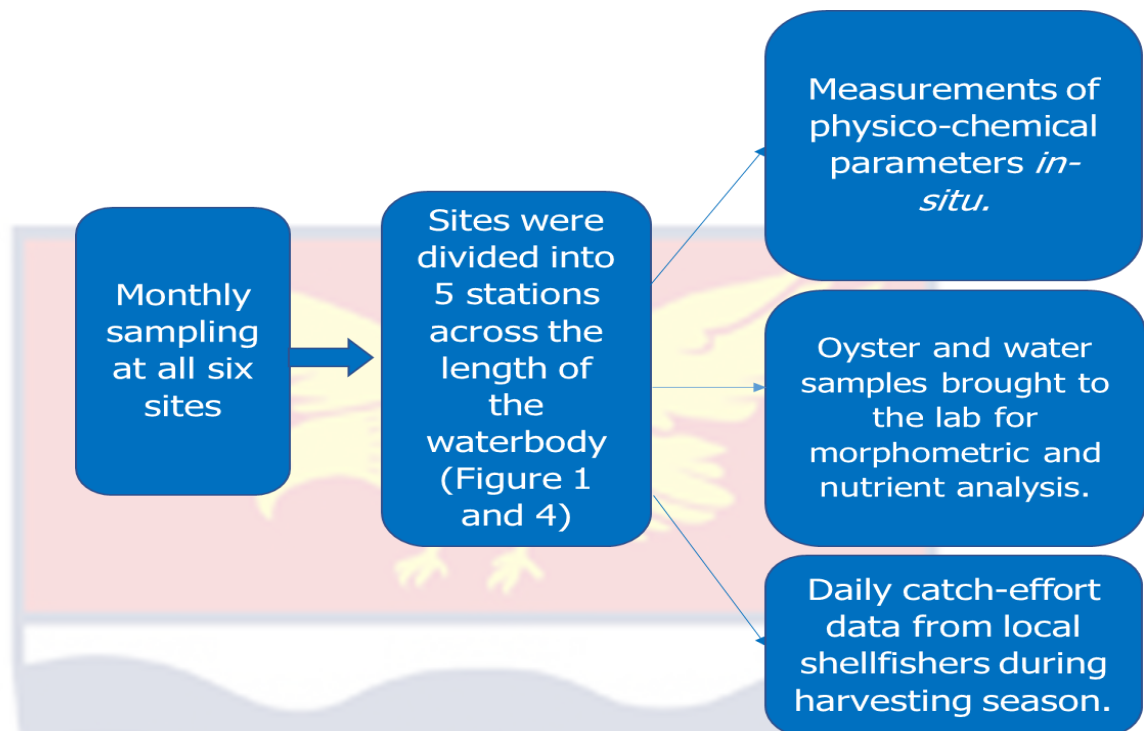 Monthly
sampling
at all six
sites
Sites were
divided into
5 stations
across the
length of
the
waterbody
(Figure 1
and 4)
Measurements of
physico-chemical
parameters in-
situ.
Oyster and water
samples brought to
the lab for
morphometric and
nutrient analysis.
Daily catch-effort
data from local
shellfishers during
harvesting season.